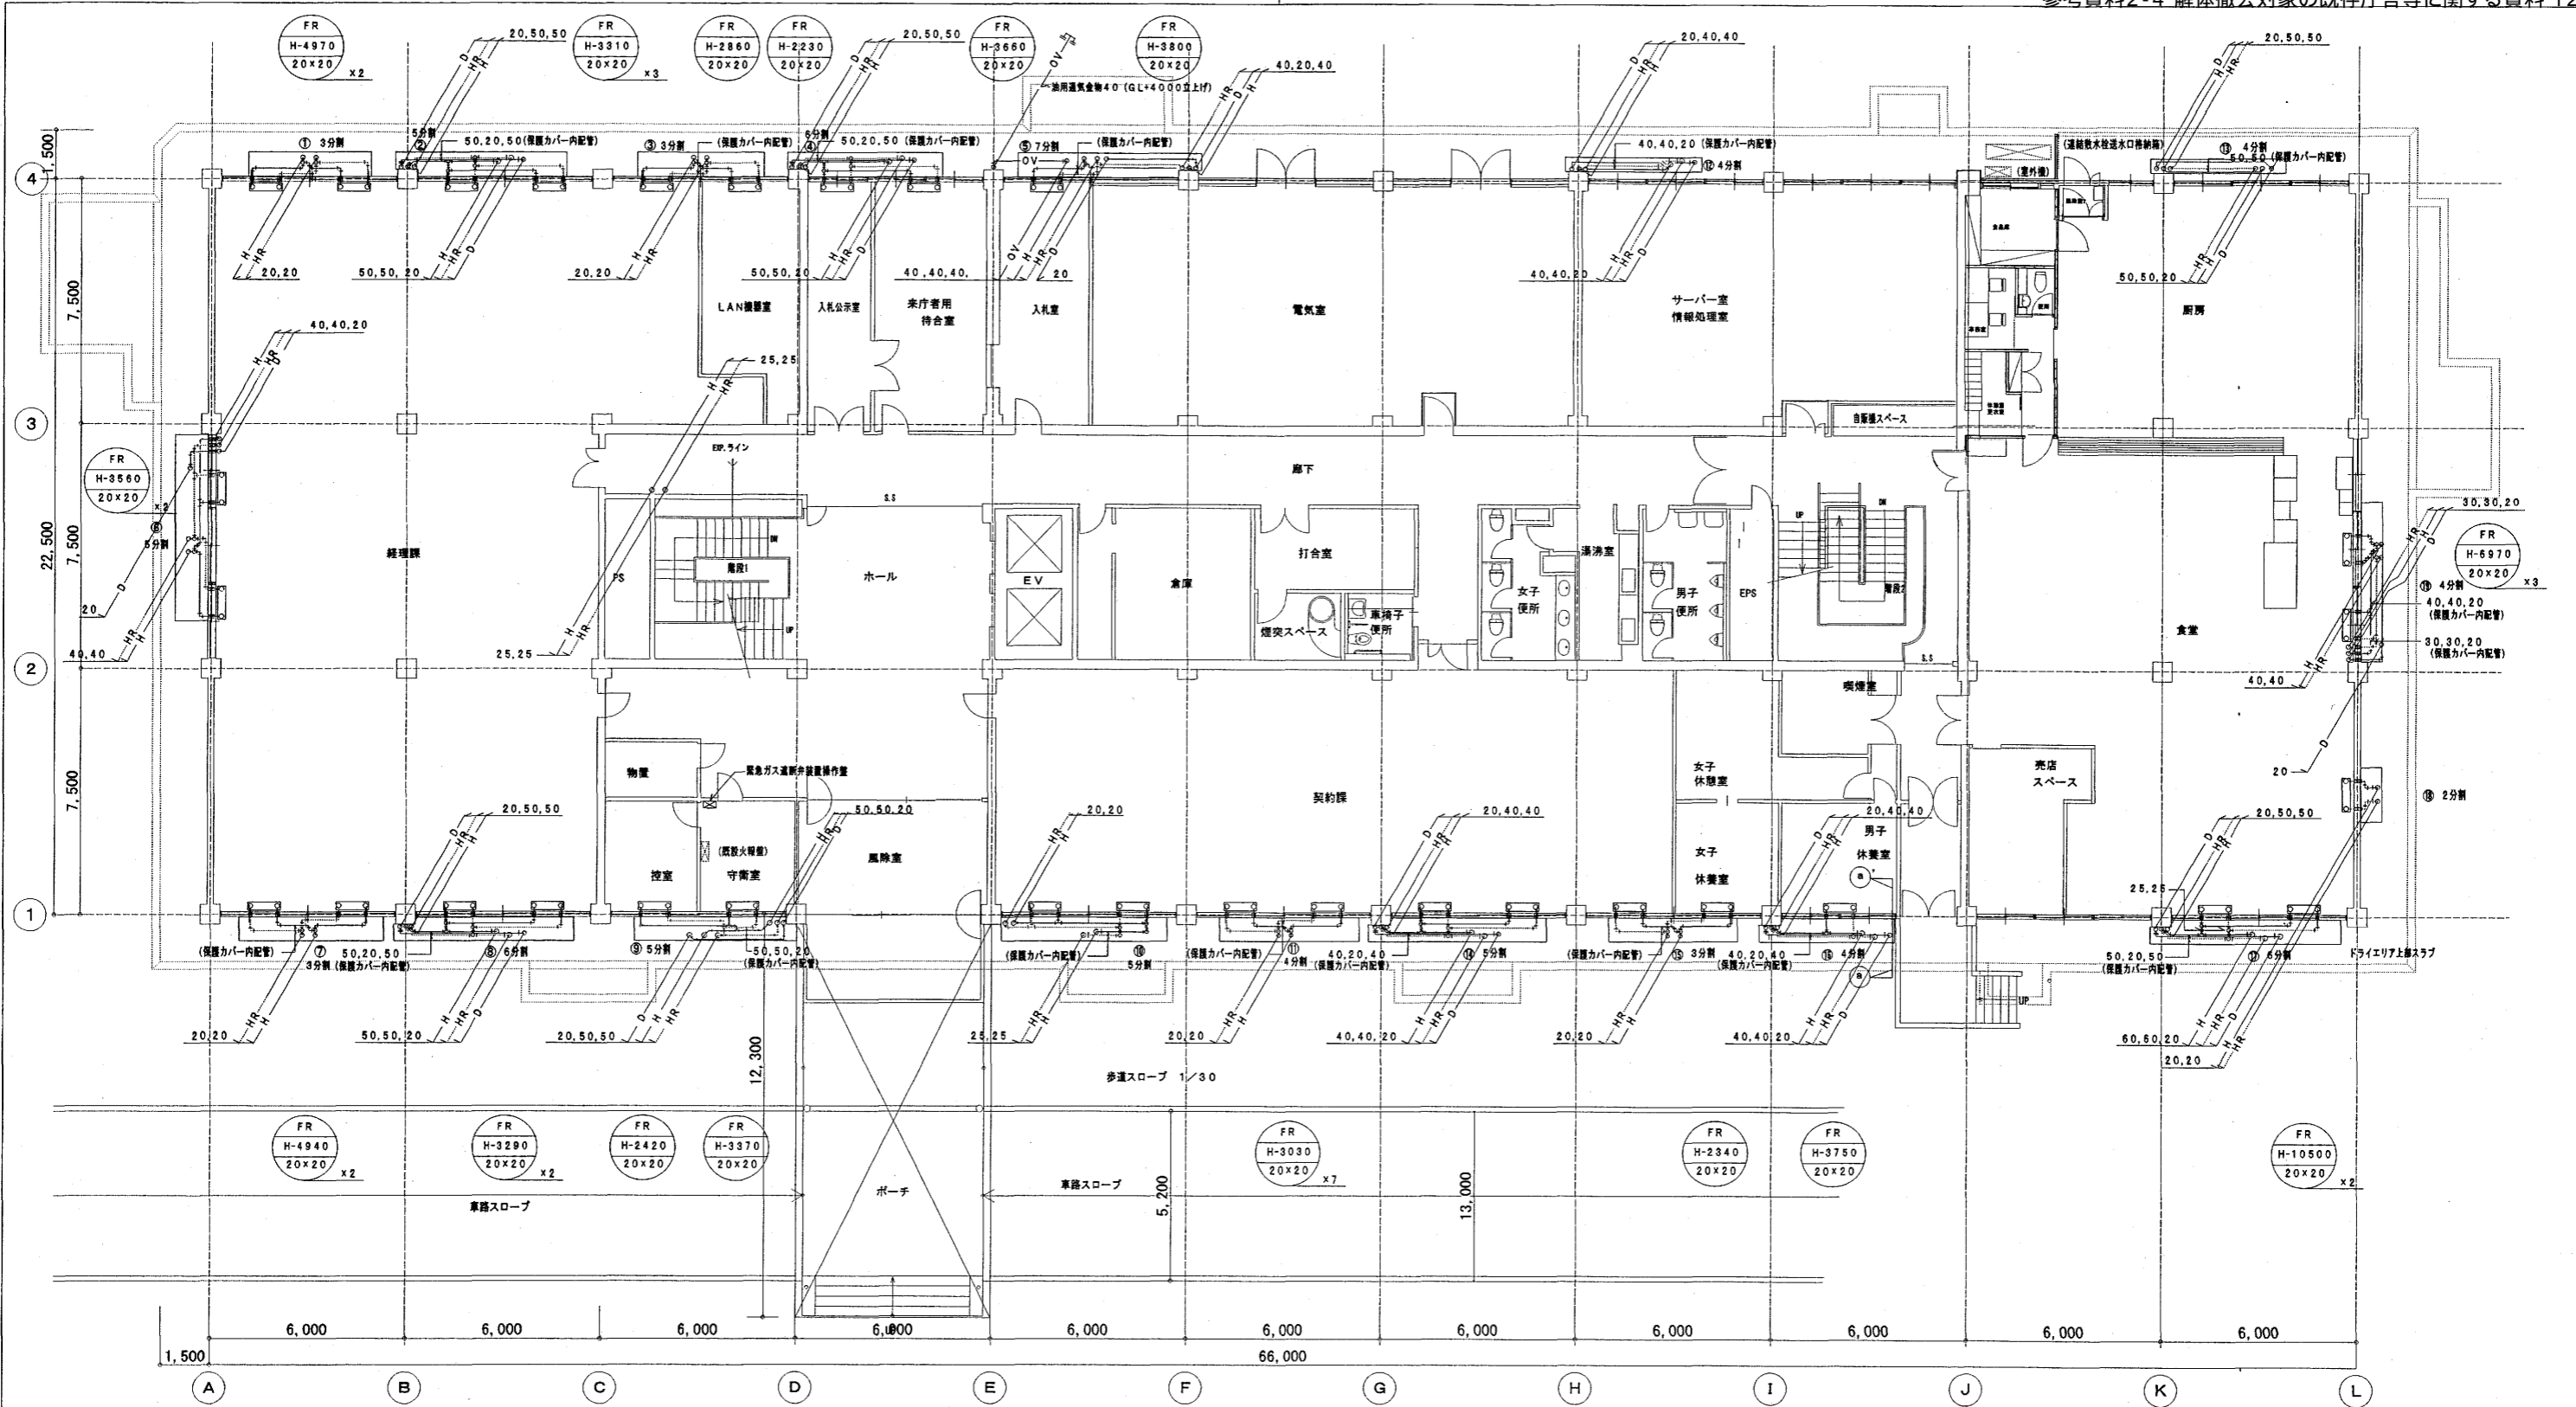 参考資料2-4 解体撤去対象の既存庁舎等に関する資料 12
FR
H-4970
20×20
×2
20,50,50
FR
H-3310
20×20
×3
FR
H-2860
20×20
FR
H-2230
20×20
20,50,50
FR
H-3660
20×20
OV
FR
H-3800
20×20
40,20,40
油用通気金物40 (GL+4000立上げ)
20,40,40
20,50,50
D
HR
H
1,500
① 3分割
5分割
②
50,20,50(保護カバー内配管)
③ 3分割
(保護カバー内配管)
6分割
④
50,20,50 (保護カバー内配管)
⑤ 7分割
OV
(保護カバー内配管)
40,40,20 (保護カバー内配管)
⑫ 4分割
(連結散水栓送水口格納箱)
(室外機)
⑬ 4分割
50,50 (保護カバー内配管)
4
20,20
50,50,20
20,20
50,50,20
40,40,40,
20
40,40,20
50,50,20
7,500
LAN機器室
入札公示室
来庁者用
待合室
入札室
電気室
サーバー室
情報処理室
食品庫
厨房
40,40,20
25,25
自販機スペース
3
FR
H-3560
20×20
×2
⑥
5分割
EXP.ライン
S.S
廊下
22,500
7,500
経理課
PS
階段1
DN
UP
ホール
EV
倉庫
打合室
煙突スペース
車椅子
便所
女子
便所
湯沸室
男子
便所
EPS
UP
DN
階段2
食堂
30,30,20
FR
H-6970
20×20
×3
⑲ 4分割
40,40,20
(保護カバー内配管)
30,30,20
(保護カバー内配管)
20
40,40
25,25
40,40
2
S.S
喫煙室
7,500
物置
緊急ガス遮断弁装置操作盤
契約課
女子
休憩室
売店
スペース
20
⑱ 2分割
20,50,50
50,50,20
20,20
20,40,40
20,40,40
20,50,50
控室
(既設火報盤)
守衛室
風除室
女子
休養室
男子
休養室
a'
25,25
1
(保護カバー内配管)
⑦
3分割
50,20,50
(保護カバー内配管)
⑧ 6分割
⑨ 5分割
50,50,20
(保護カバー内配管)
(保護カバー内配管)
⑩
5分割
(保護カバー内配管)
⑪
4分割
40,20,40
(保護カバー内配管)
⑭ 5分割
(保護カバー内配管)
⑮ 3分割
40,20,40
(保護カバー内配管)
⑯ 4分割
a
50,20,50
(保護カバー内配管)
⑰
ドライエリア上部スラブ
UP
20,20
50,50,20
20,50,50
25,25
20,20
40,40,20
20,20
40,40,20
60,60,20
20,20
12,300
歩道スロープ 1/30
FR
H-4940
20×20
×2
FR
H-3290
20×20
×2
FR
H-2420
20×20
FR
H-3370
20×20
FR
H-3030
20×20
×7
FR
H-2340
20×20
FR
H-3750
20×20
FR
H-10500
20×20
×2
車路スロープ
ポーチ
車路スロープ
5,200
13,000
6,000
6,000
6,000
6,000
6,000
6,000
6,000
6,000
6,000
6,000
6,000
1,500
66,000
A
B
C
D
E
F
G
H
I
J
K
L